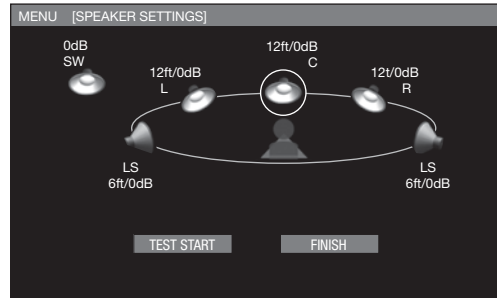 MENU [SPEAKER SETTINGS]
0dB
SW
12ft/0dB
L
12ft/0dB
C
12t/0dB
R
LS
6ft/0dB
LS
6ft/0dB
TEST START
FINISH